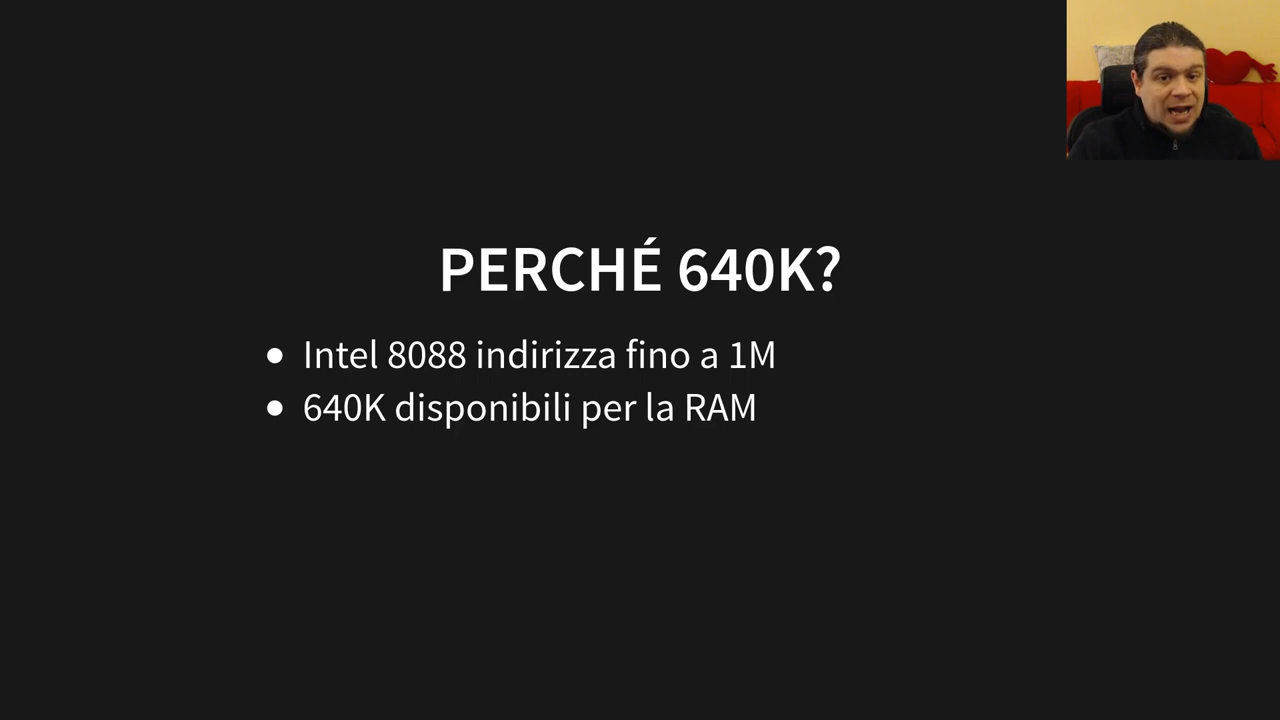 PERCHÉ 640K?
Intel 8088 indirizza fino a 1M
640K disponibili per la RAM